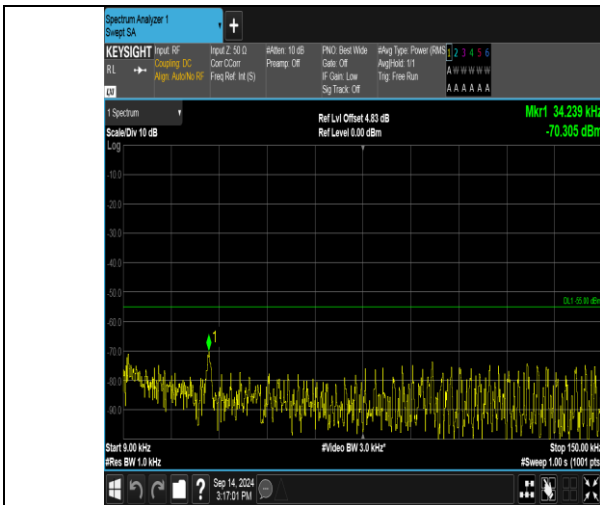 Spectrum Analyzer 1
Swept SA
+
KEYSIGHT Input: RF Input Z: 50 Ω #Atten: 10 dB PNO: Best Wide #Avg Type: Power (RMS 1 2 3 4 5 6
RL Coupling: DC Corr CCorr Preamp: Off Gate: Off Avg|Hold: 1/1 A W W W W W
Align: Auto/No RF Freq Ref: Int (S) IF Gain: Low Trig: Free Run
LXI Sig Track: Off A A A A A A
1 Spectrum
Ref Lvl Offset 4.83 dB Mkr1 34.239 kHz
Scale/Div 10 dB Ref Level 0.00 dBm -70.305 dBm
Log
-10.0
-20.0
-30.0
-40.0
-50.0
DL1 -55.00 dBm
-60.0
1
-70.0
-80.0
-90.0
Start 9.00 kHz #Video BW 3.0 kHz* Stop 150.00 kHz
#Res BW 1.0 kHz #Sweep 1.00 s (1001 pts
? Sep 14, 2024
3:17:01 PM